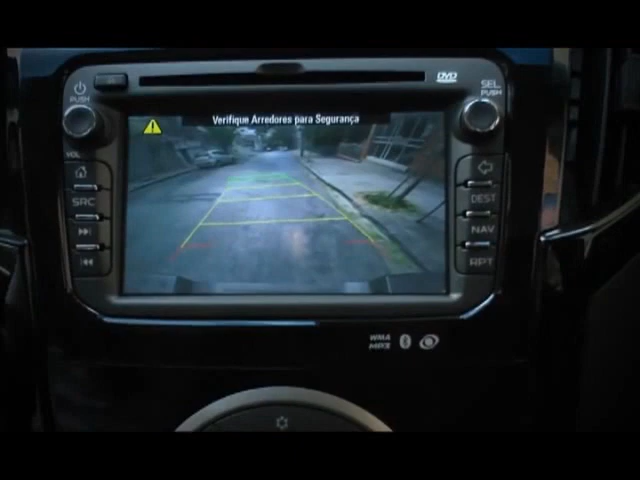 DVD
PUSH
SEL
PUSH
Verifique Arredores para Segurança
VOL
SRC
DEST
NAV
RPT
WMA
MP3